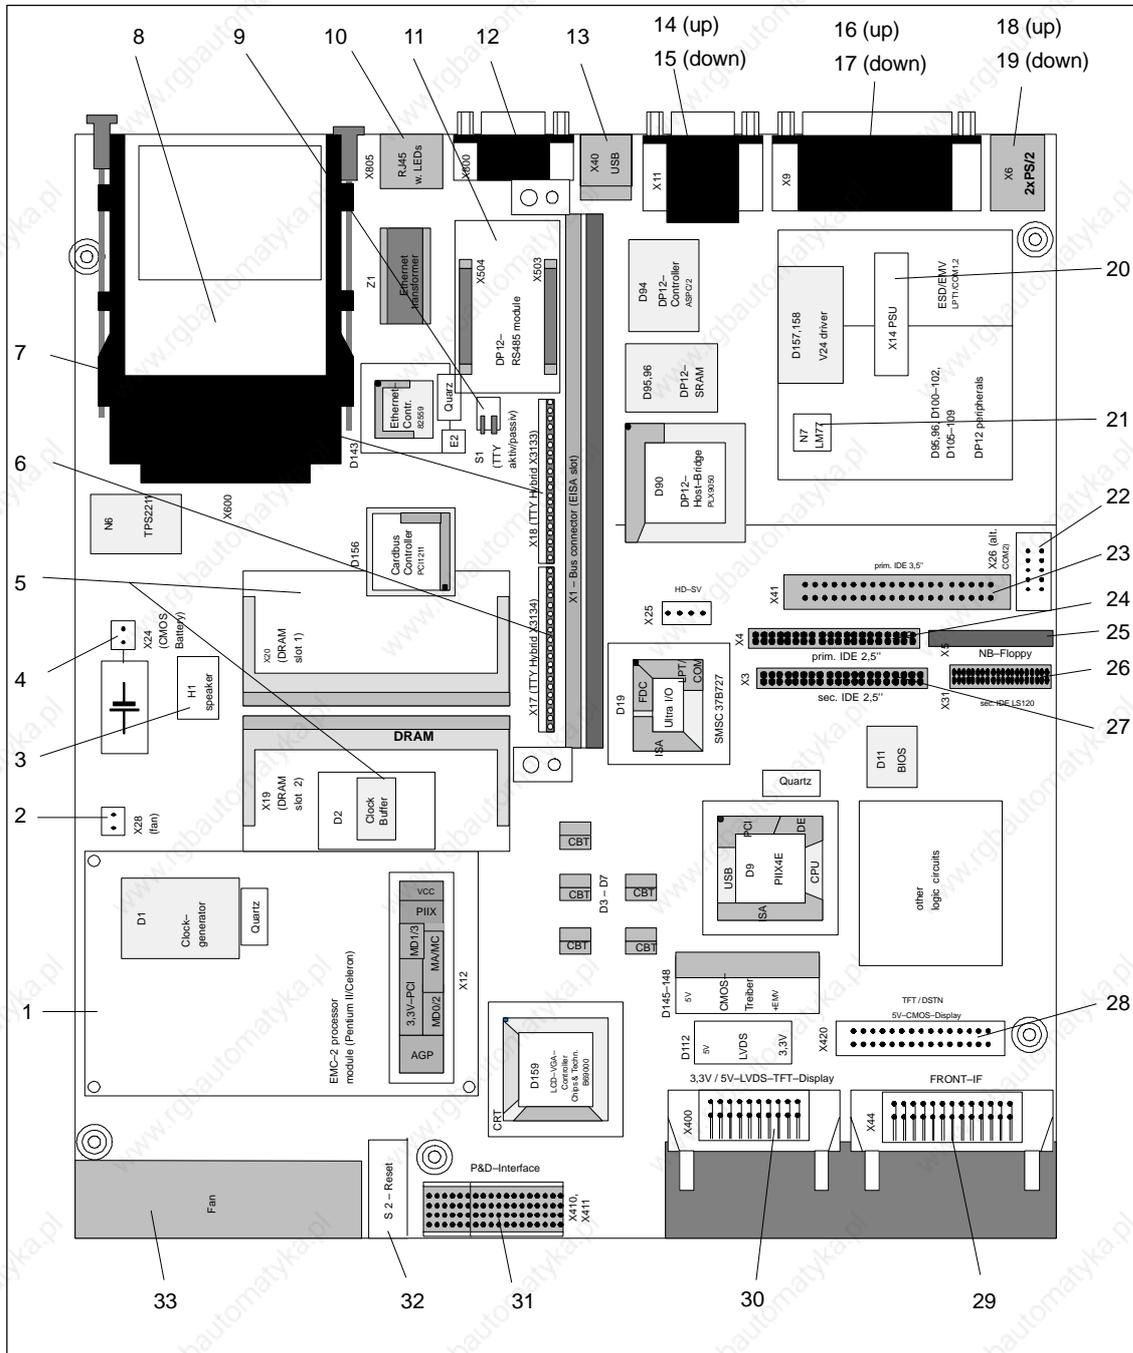 8
9
10
11
12
13
14 (up)
15 (down)
16 (up)
17 (down)
18 (up)
19 (down)
X805
RJ45
w. LEDs
X800
X40
USB
X11
X9
X6
2xPS/2
Z1
Ethernet
transformer
X504
X503
DP12–
RS485 module
D94
DP12–
Controller
ASPC/2
D157,158
V24 driver
X14 PSU
ESD/EMV
LPT1/COM1,2
20
7
D143
Ethernet-
Contr.
82559
Quarz
E2
S1
(TTY
aktiv/passiv)
D95,96
DP12–
SRAM
N7
LM77
D95,96, D100–102,
D105–109
DP12 peripherals
21
6
N6
TPS2211
X600
D156
Cardbus
Controller
PCI1211
X18 (TTY Hybrid X3133)
X1 – Bus connector (EISA slot)
D90
DP12–
Host–Bridge
PLX9050
22
X26 (alt.
COM2)
23
5
prim. IDE 3,5''
X41
HD–SV
X25
24
X24
(CMOS
Battery)
X20
(DRAM
slot 1)
X17 (TTY Hybrid X3134)
X4
prim. IDE 2,5''
X5
NB–Floppy
25
4
H1
speaker
3
D19
FDC
LPT/
COM
Ultra I/O
ISA
SMSC 37B727
X3
sec. IDE 2,5''
X31
sec. IDE LS120
26
27
DRAM
D11
BIOS
X19
(DRAM
slot 2)
D2
Clock
Buffer
Quartz
2
X28
(fan)
CBT
CBT
CBT
CBT
CBT
D3 – D7
PCI
IDE
USB
D9
PIIX4E
CPU
ISA
other
logic circuits
D1
Clock–
generator
Quartz
VCC
PIIX
MD1/3
MA/MC
3,3V–PCI
MD0/2
AGP
X12
1
EMC–2 processor
module (Pentium II/Celeron)
D145–148
5V
CMOS–
Treiber
+EMV
D112
5V
LVDS
3,3V
TFT / DSTN
5V–CMOS–Display
X420
28
CRT
D159
LCD–VGA–
Controller
Chips & Techn.
B69000
3,3V / 5V–LVDS–TFT–Display
X400
FRONT–IF
X44
Fan
S 2 – Reset
P&D–Interface
X410,
X411
33
32
31
30
29
www.rgbautomatyka.pl